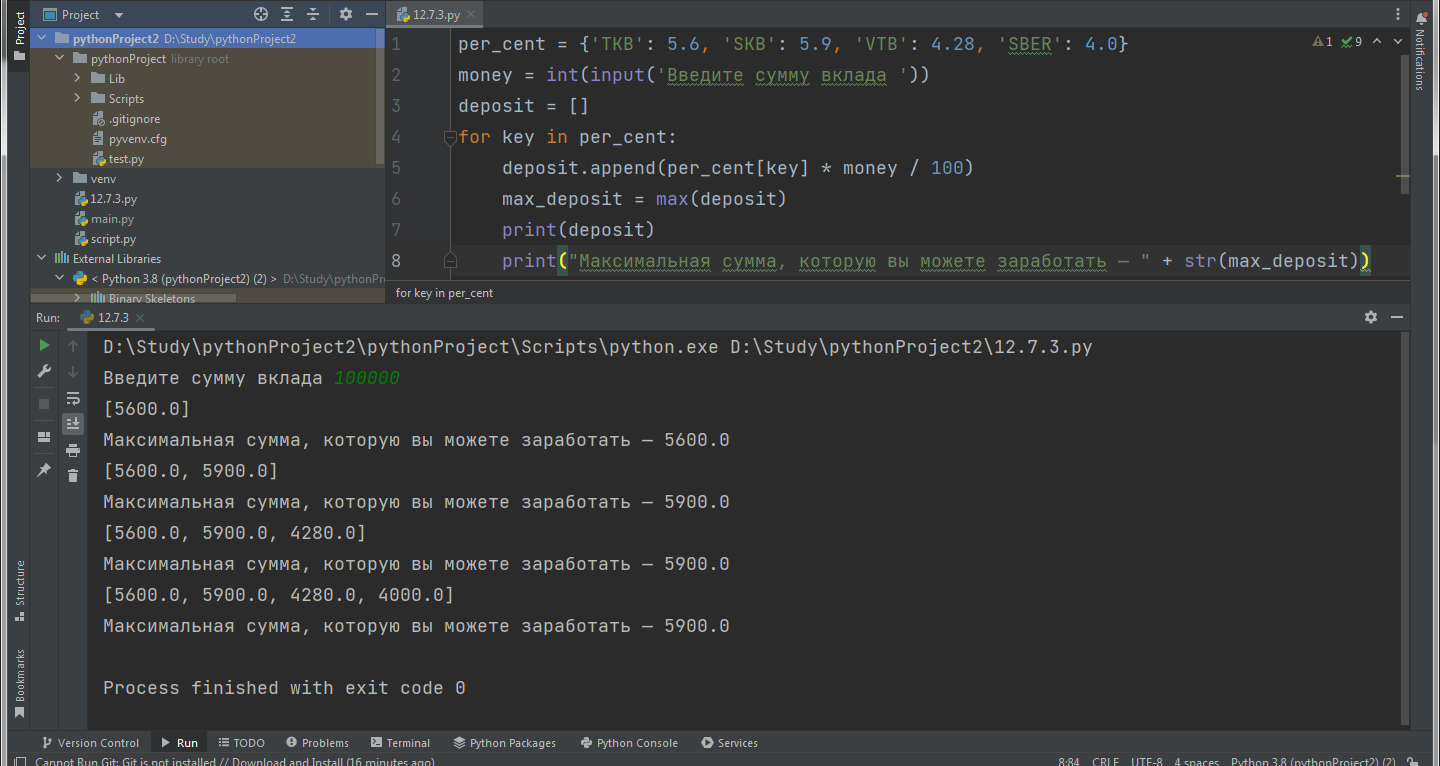 Project
Project
pythonProject2 D:\Study\pythonProject2
pythonProject library root
Lib
Scripts
.gitignore
pyvenv.cfg
test.py
venv
12.7.3.py
main.py
script.py
External Libraries
< Python 3.8 (pythonProject2) (2) > D:\Study\pythonPr
Binary Skeletons
12.7.3.py
1 per_cent = {'TKB': 5.6, 'SKB': 5.9, 'VTB': 4.28, 'SBER': 4.0}
2 money = int(input('Введите сумму вклада '))
3 deposit = []
4 for key in per_cent:
5 deposit.append(per_cent[key] * money / 100)
6 max_deposit = max(deposit)
7 print(deposit)
8 print("Максимальная сумма, которую вы можете заработать — " + str(max_deposit))
1 9
for key in per_cent
Notifications
Run: 12.7.3
D:\Study\pythonProject2\pythonProject\Scripts\python.exe D:\Study\pythonProject2\12.7.3.py
Введите сумму вклада 100000
[5600.0]
Максимальная сумма, которую вы можете заработать — 5600.0
[5600.0, 5900.0]
Максимальная сумма, которую вы можете заработать — 5900.0
[5600.0, 5900.0, 4280.0]
Максимальная сумма, которую вы можете заработать — 5900.0
[5600.0, 5900.0, 4280.0, 4000.0]
Максимальная сумма, которую вы можете заработать — 5900.0
Process finished with exit code 0
Structure
Bookmarks
Version Control Run TODO Problems Terminal Python Packages Python Console Services
Cannot Run Git: Git is not installed // Download and Install (16 minutes ago) 8:84 CRLF UTF-8 4 spaces Python 3.8 (pythonProject2) (2)